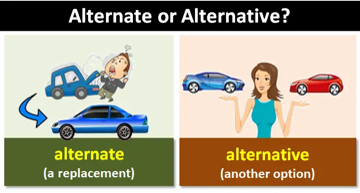 Alternate or Alternative?
alternate
(a replacement)
alternative
(another option)